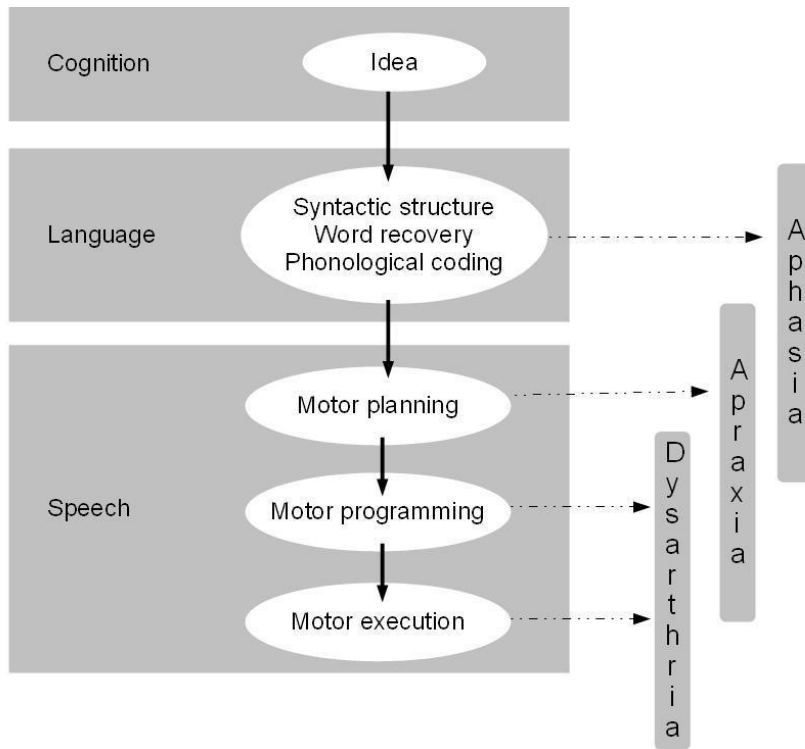 Cognition
Idea
Language
Syntactic structure
Word recovery
Phonological coding
Aphasia
Speech
Motor planning
Apraxia
Motor programming
Motor execution
Dysarthria